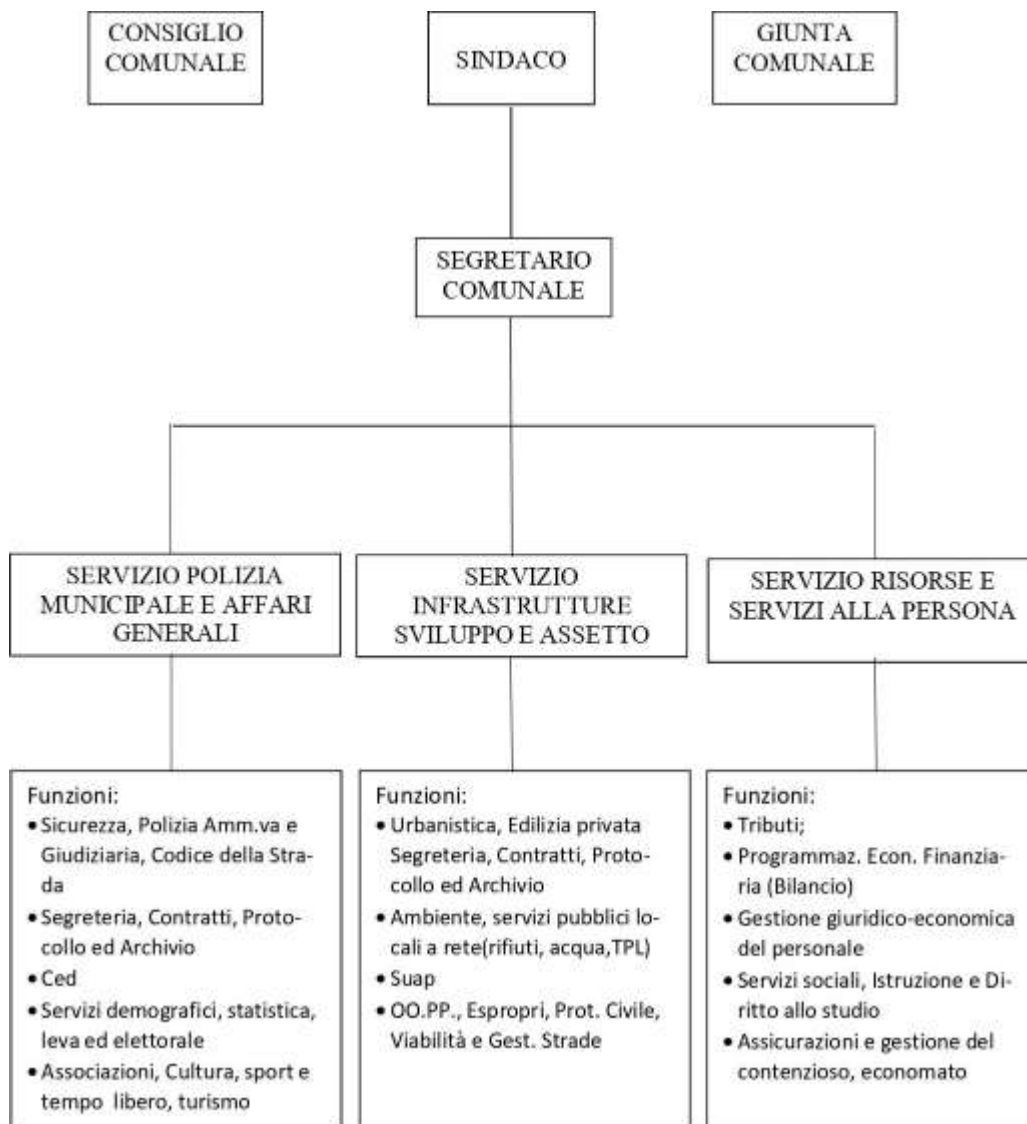 CONSIGLIO
COMUNALE
SINDACO
GIUNTA
COMUNALE
SEGRETARIO
COMUNALE
SERVIZIO POLIZIA
MUNICIPALE E AFFARI
GENERALI
SERVIZIO
INFRASTRUTTURE
SVILUPPO E ASSETTO
SERVIZIO RISORSE E
SERVIZI ALLA PERSONA
Funzioni:
• Sicurezza, Polizia Amm.va e
Giudiziaria, Codice della Stra-
da
• Segreteria, Contratti, Proto-
collo ed Archivio
• Ced
• Servizi demografici, statistica,
leva ed elettorale
• Associazioni, Cultura, sport e
tempo libero, turismo
Funzioni:
• Urbanistica, Edilizia privata
Segreteria, Contratti, Proto-
collo ed Archivio
• Ambiente, servizi pubblici lo-
cali a rete(rifiuti, acqua,TPL)
• Suap
• OO.PP., Espropri, Prot. Civile,
Viabilità e Gest. Strade
Funzioni:
• Tributi;
• Programmaz. Econ. Finanzia-
ria (Bilancio)
• Gestione giuridico-economica
del personale
• Servizi sociali, Istruzione e Di-
ritto allo studio
• Assicurazioni e gestione del
contenzioso, economato